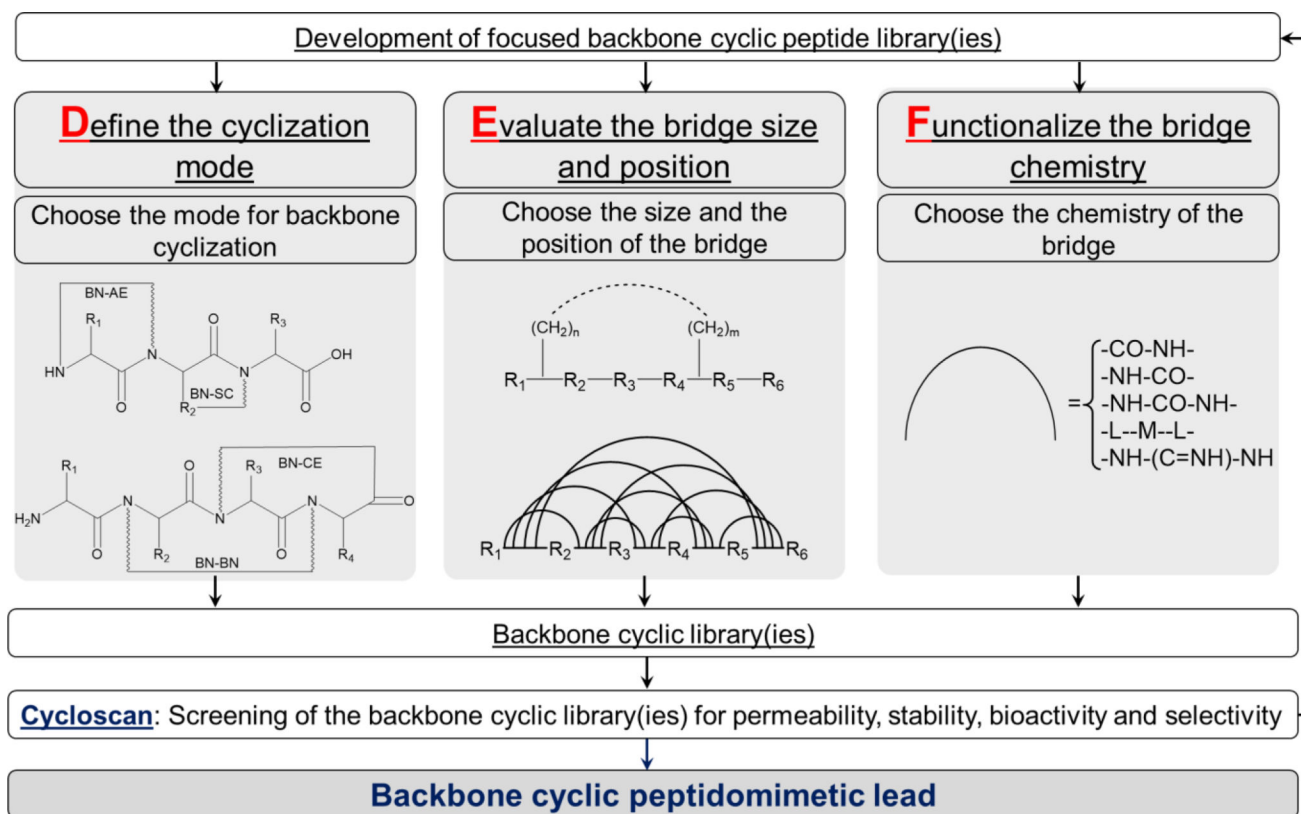 Development of focused backbone cyclic peptide library(ies)
Define the cyclization
mode
Choose the mode for backbone
cyclization
BN-AE
R1
O
R3
HN
N
N
OH
BN-SC
O
R2
O
BN-CE
R1
O
R3
O
H2N
N
N
N
O
O
R2
O
R4
BN-BN
Evaluate the bridge size
and position
Choose the size and the
position of the bridge
(CH2)n (CH2)m
R1 R2—R3—R4 R5—R6
R1 R2 R3 R4 R5 R6
Functionalize the bridge
chemistry
Choose the chemistry of the
bridge
-CO-NH-
-NH-CO-
= -NH-CO-NH-
-L--M--L-
-NH-(C=NH)-NH
Backbone cyclic library(ies)
Cycloscan: Screening of the backbone cyclic library(ies) for permeability, stability, bioactivity and selectivity
Backbone cyclic peptidomimetic lead